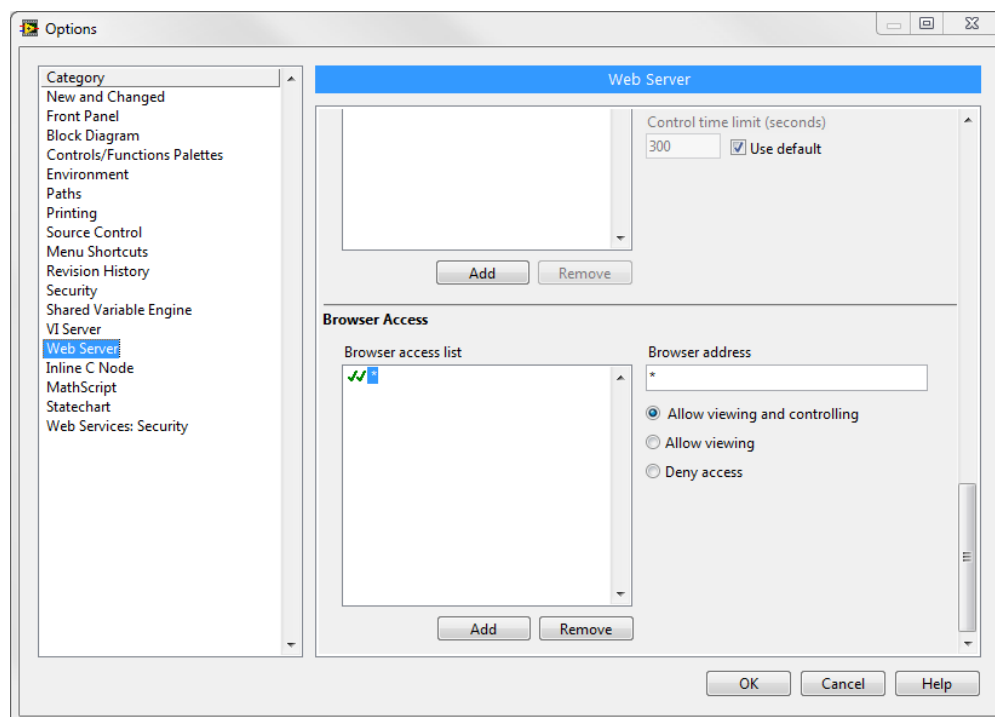 Options
Category
New and Changed
Front Panel
Block Diagram
Controls/Functions Palettes
Environment
Paths
Printing
Source Control
Menu Shortcuts
Revision History
Security
Shared Variable Engine
VI Server
Web Server
Inline C Node
MathScript
Statechart
Web Services: Security
Web Server
Control time limit (seconds)
300 Use default
Add Remove
Browser Access
Browser access list
*
Browser address
*
Allow viewing and controlling
Allow viewing
Deny access
Add Remove
OK Cancel Help